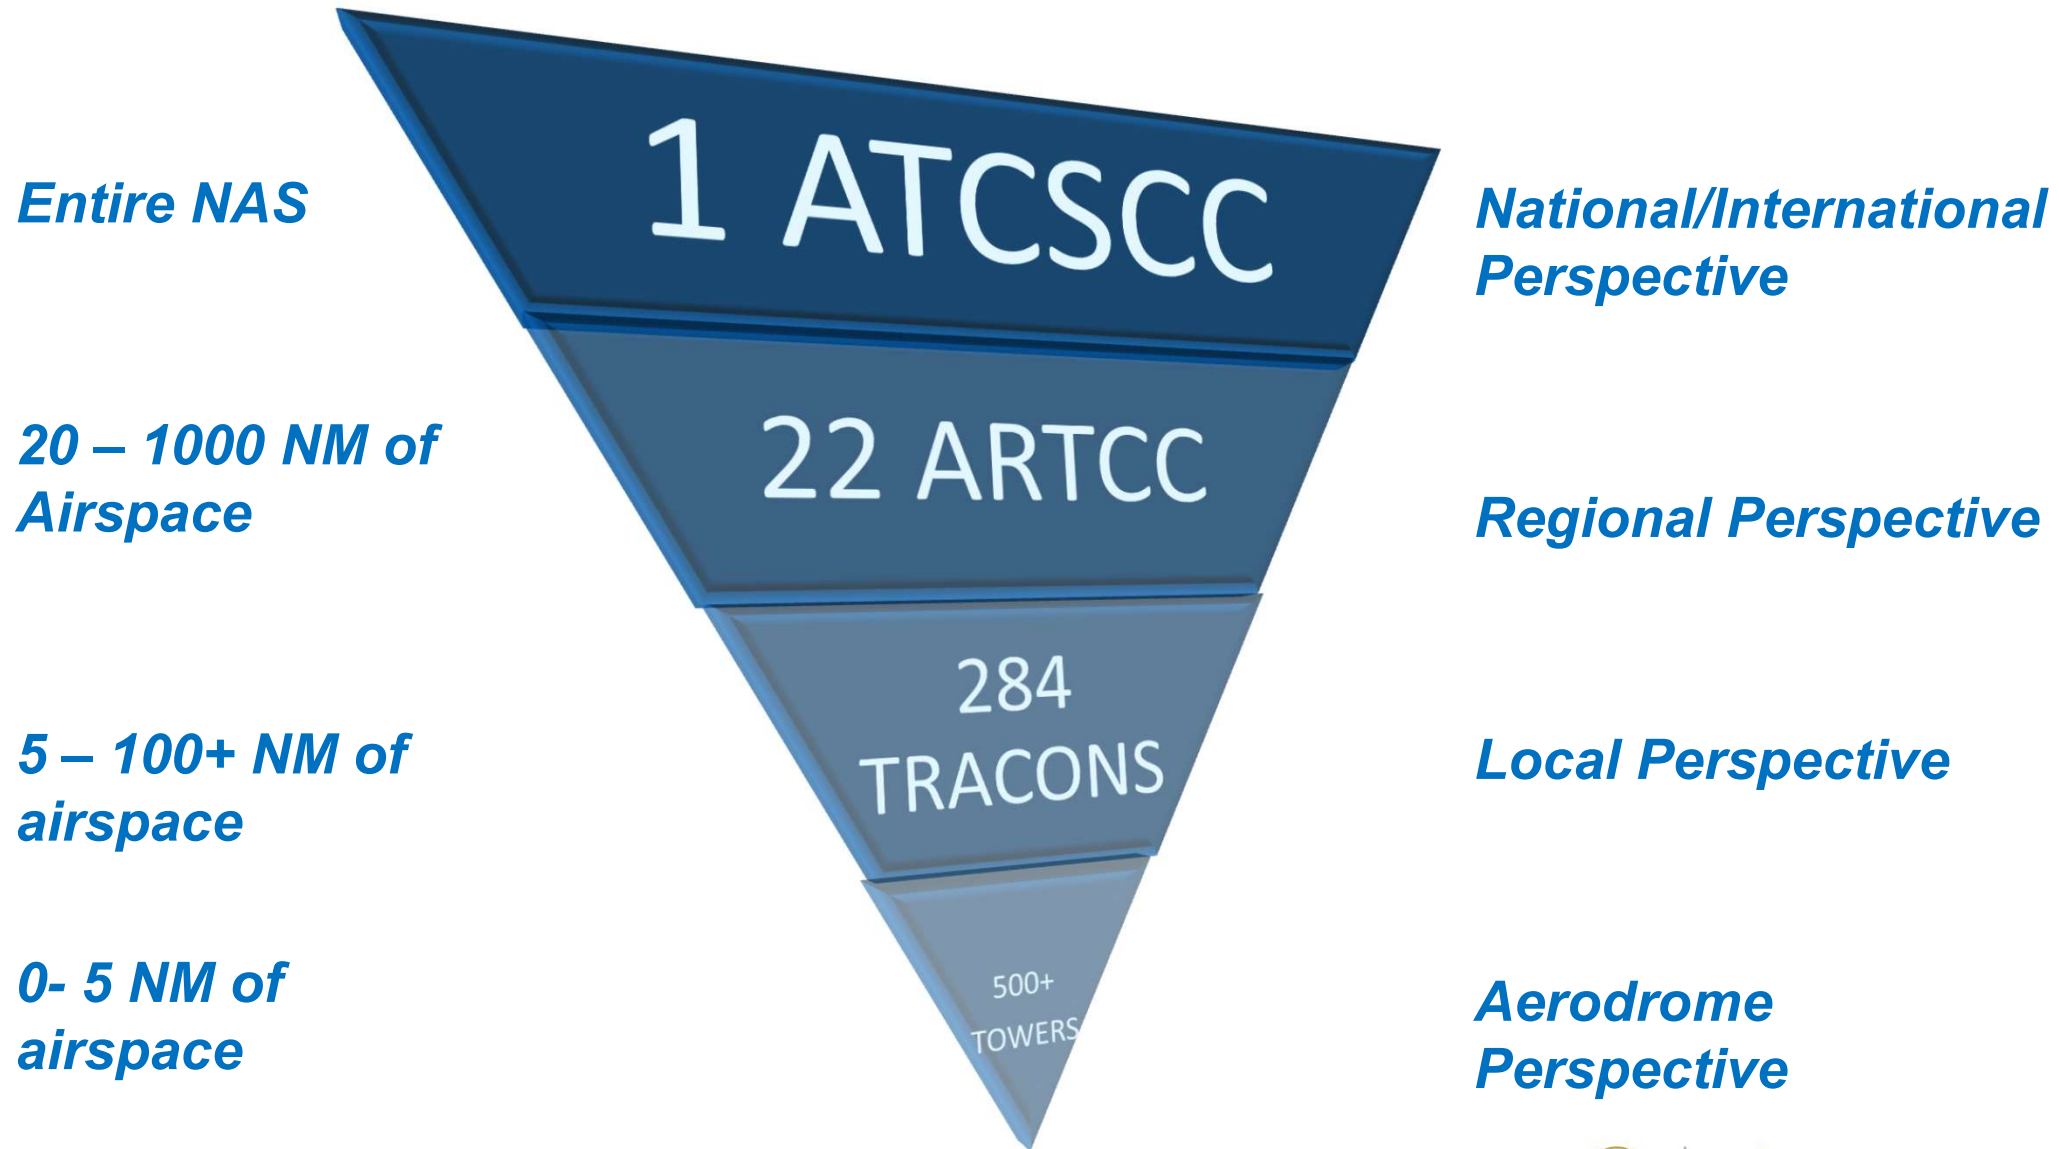 1 ATCSCC
Entire NAS
National/International
Perspective
22 ARTCC
20 – 1000 NM of
Airspace
Regional Perspective
284
TRACONS
5 – 100+ NM of
airspace
Local Perspective
500+
TOWERS
0- 5 NM of
airspace
Aerodrome
Perspective